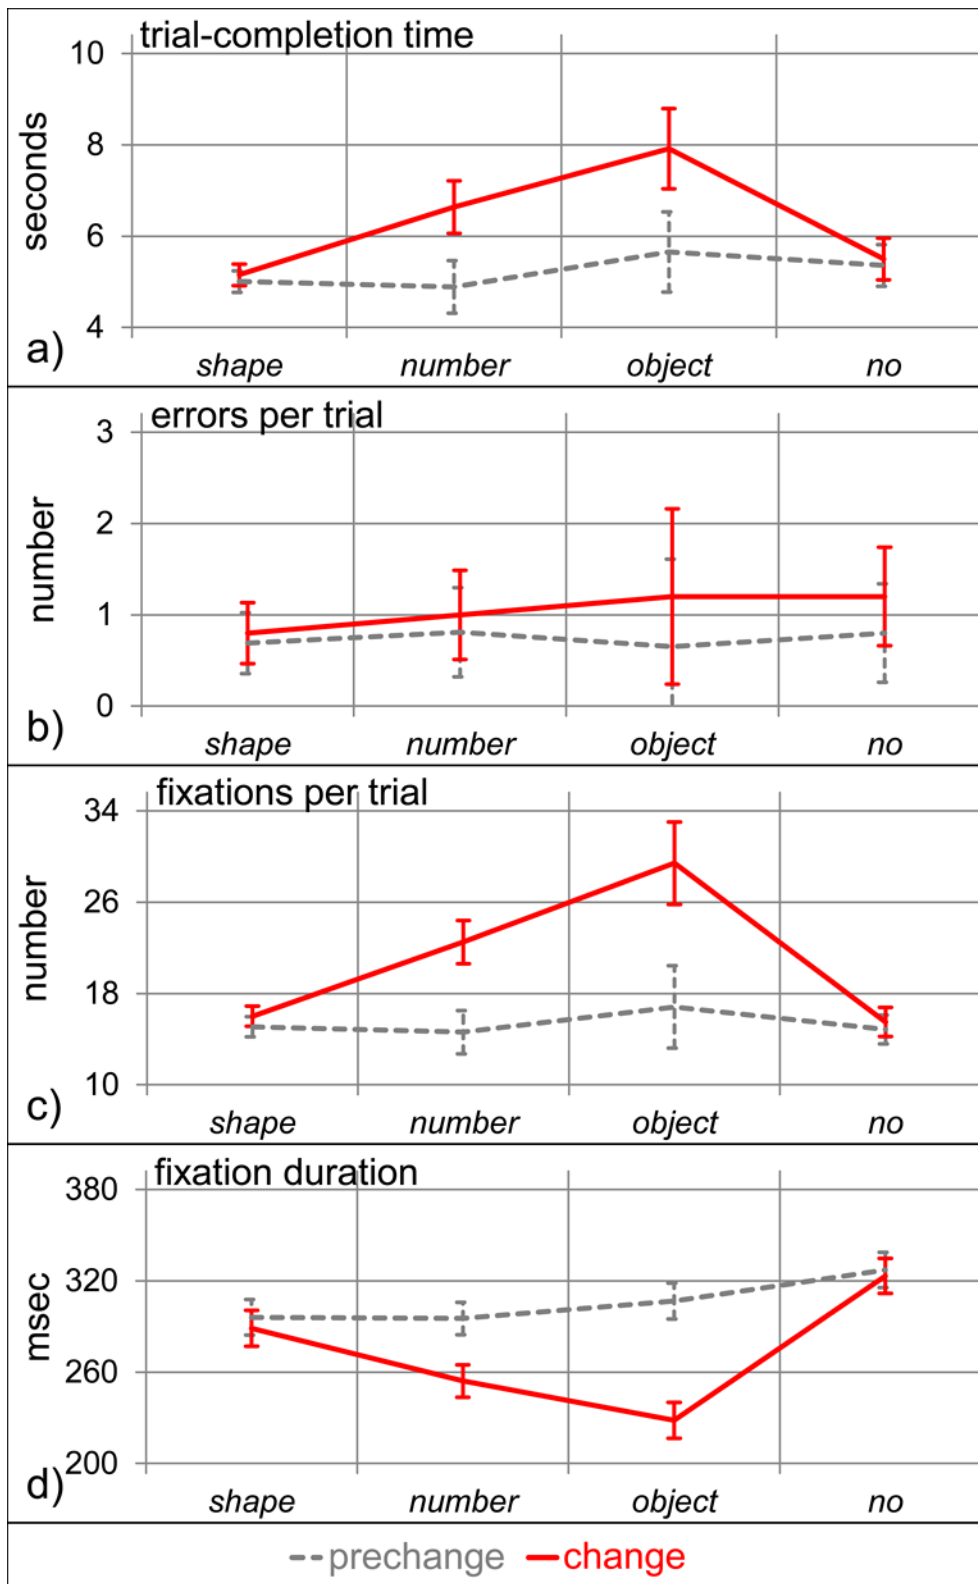 trial-completion time
10
8
6
4
seconds
a)
shape number object no
errors per trial
3
2
1
0
number
b)
shape number object no
fixations per trial
34
26
18
10
number
c)
shape number object no
fixation duration
380
320
260
200
msec
d)
shape number object no
prechange change